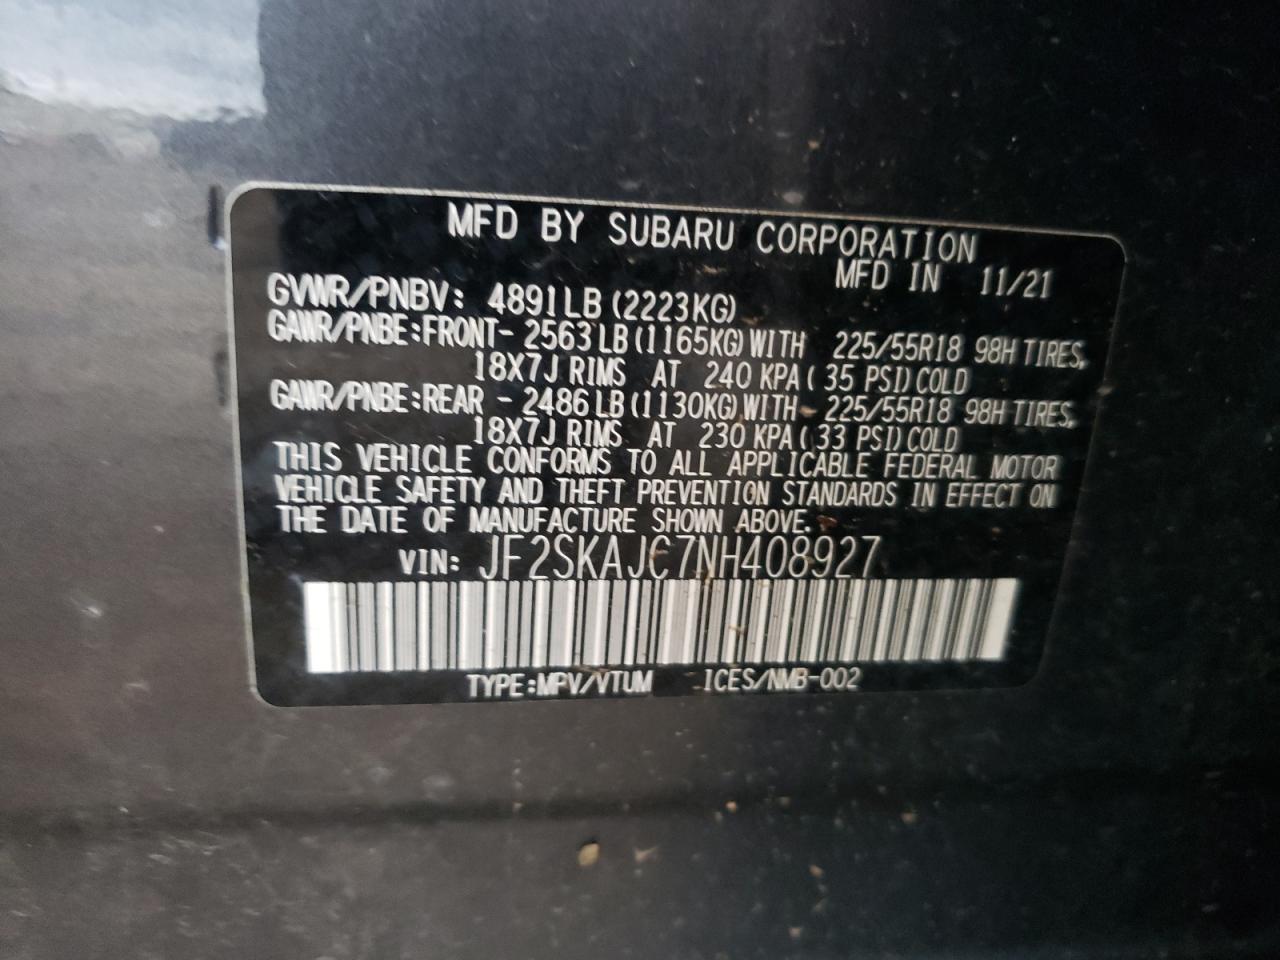 MFD BY SUBARU CORPORATION
MFD IN 11/21
GVWR/PNBV: 4891LB (2223KG)
GAWR/PNBE:FRONT- 2563 LB (1165KG) WITH 225/55R18 98H TIRES,
18X7J RIMS AT 240 KPA ( 35 PSI) COLD
GAWR/PNBE:REAR - 2486 LB (1130KG) WITH 225/55R18 98H TIRES,
18X7J RIMS AT 230 KPA ( 33 PSI) COLD
THIS VEHICLE CONFORMS TO ALL APPLICABLE FEDERAL MOTOR
VEHICLE SAFETY AND THEFT PREVENTION STANDARDS IN EFFECT ON
THE DATE OF MANUFACTURE SHOWN ABOVE.
VIN: JF2SKAJC7NH408927
TYPE:MPV/VTUM ICES/NMB-002